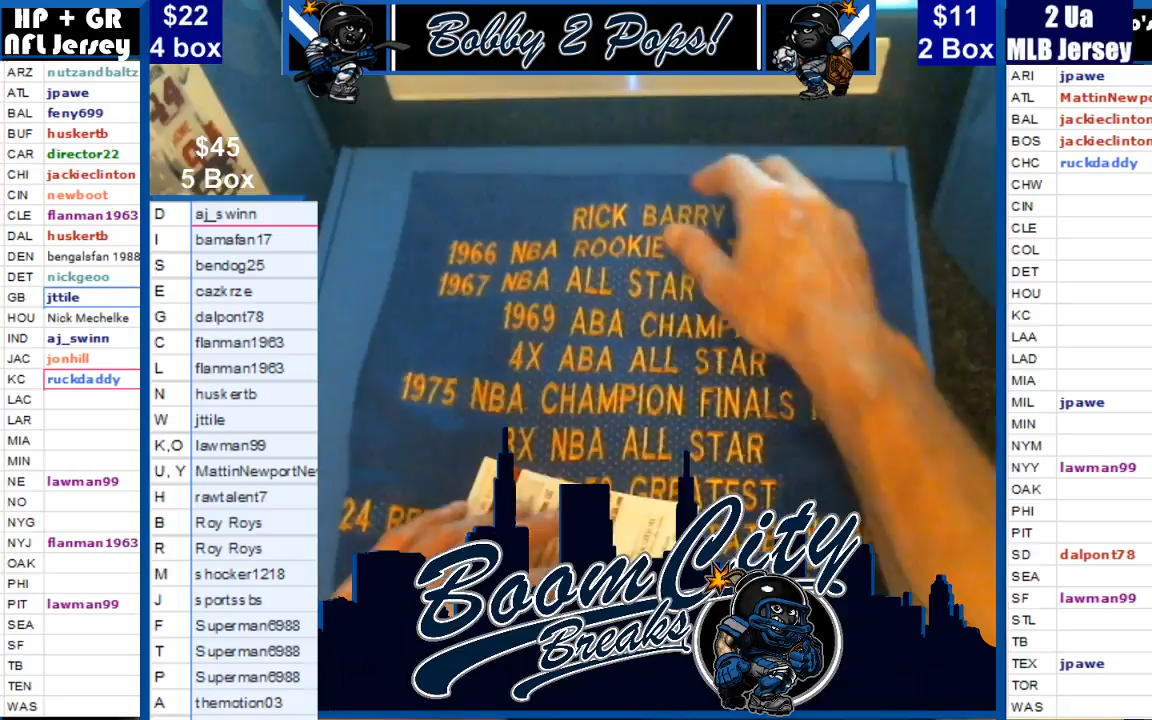 HP + GR
NFL Jersey
ARZ nutzandbaltz
ATL jpawe
BAL feny699
BUF huskertb
CAR director22
CHI jackieclinton
CIN newboot
CLE flanman1963
DAL huskertb
DEN bengalsfan 1988
DET nickgeoo
GB jttile
HOU Nick Mechelke
IND aj_swinn
JAC jonhill
KC ruckdaddy
LAC
LAR
MIA
MIN
NE lawman99
NO
NYG
NYJ flanman1963
OAK
PHI
PIT lawman99
SEA
SF
TB
TEN
WAS
$22
4 box
$45
5 Box
D aj_swinn
I bamafan17
S bendog25
E cazkrze
G dalpont78
C flanman1963
L flanman1963
N huskertb
W jttile
K,O lawman99
U, Y MattinNewportNe
H rawtalent7
B Roy Roys
R Roy Roys
M shocker1218
J sportssbs
F Superman6988
T Superman6988
P Superman6988
A themotion03
Bobby 2 Pops!
RICK BARRY
1966 NBA ROOKIE
1967 NBA ALL STAR
1969 ABA CHAMP
4X ABA ALL STAR
1975 NBA CHAMPION FINALS
8X NBA ALL STAR
50 GREATEST
24
Boom City
Breaks
$11
2 Box
2 Ua
MLB Jersey
o's
ARI jpawe
ATL MattinNewpo
BAL jackieclinton
BOS jackieclinton
CHC ruckdaddy
CHW
CIN
CLE
COL
DET
HOU
KC
LAA
LAD
MIA
MIL jpawe
MIN
NYM
NYY lawman99
OAK
PHI
PIT
SD dalpont78
SEA
SF lawman99
STL
TB
TEX jpawe
TOR
WAS